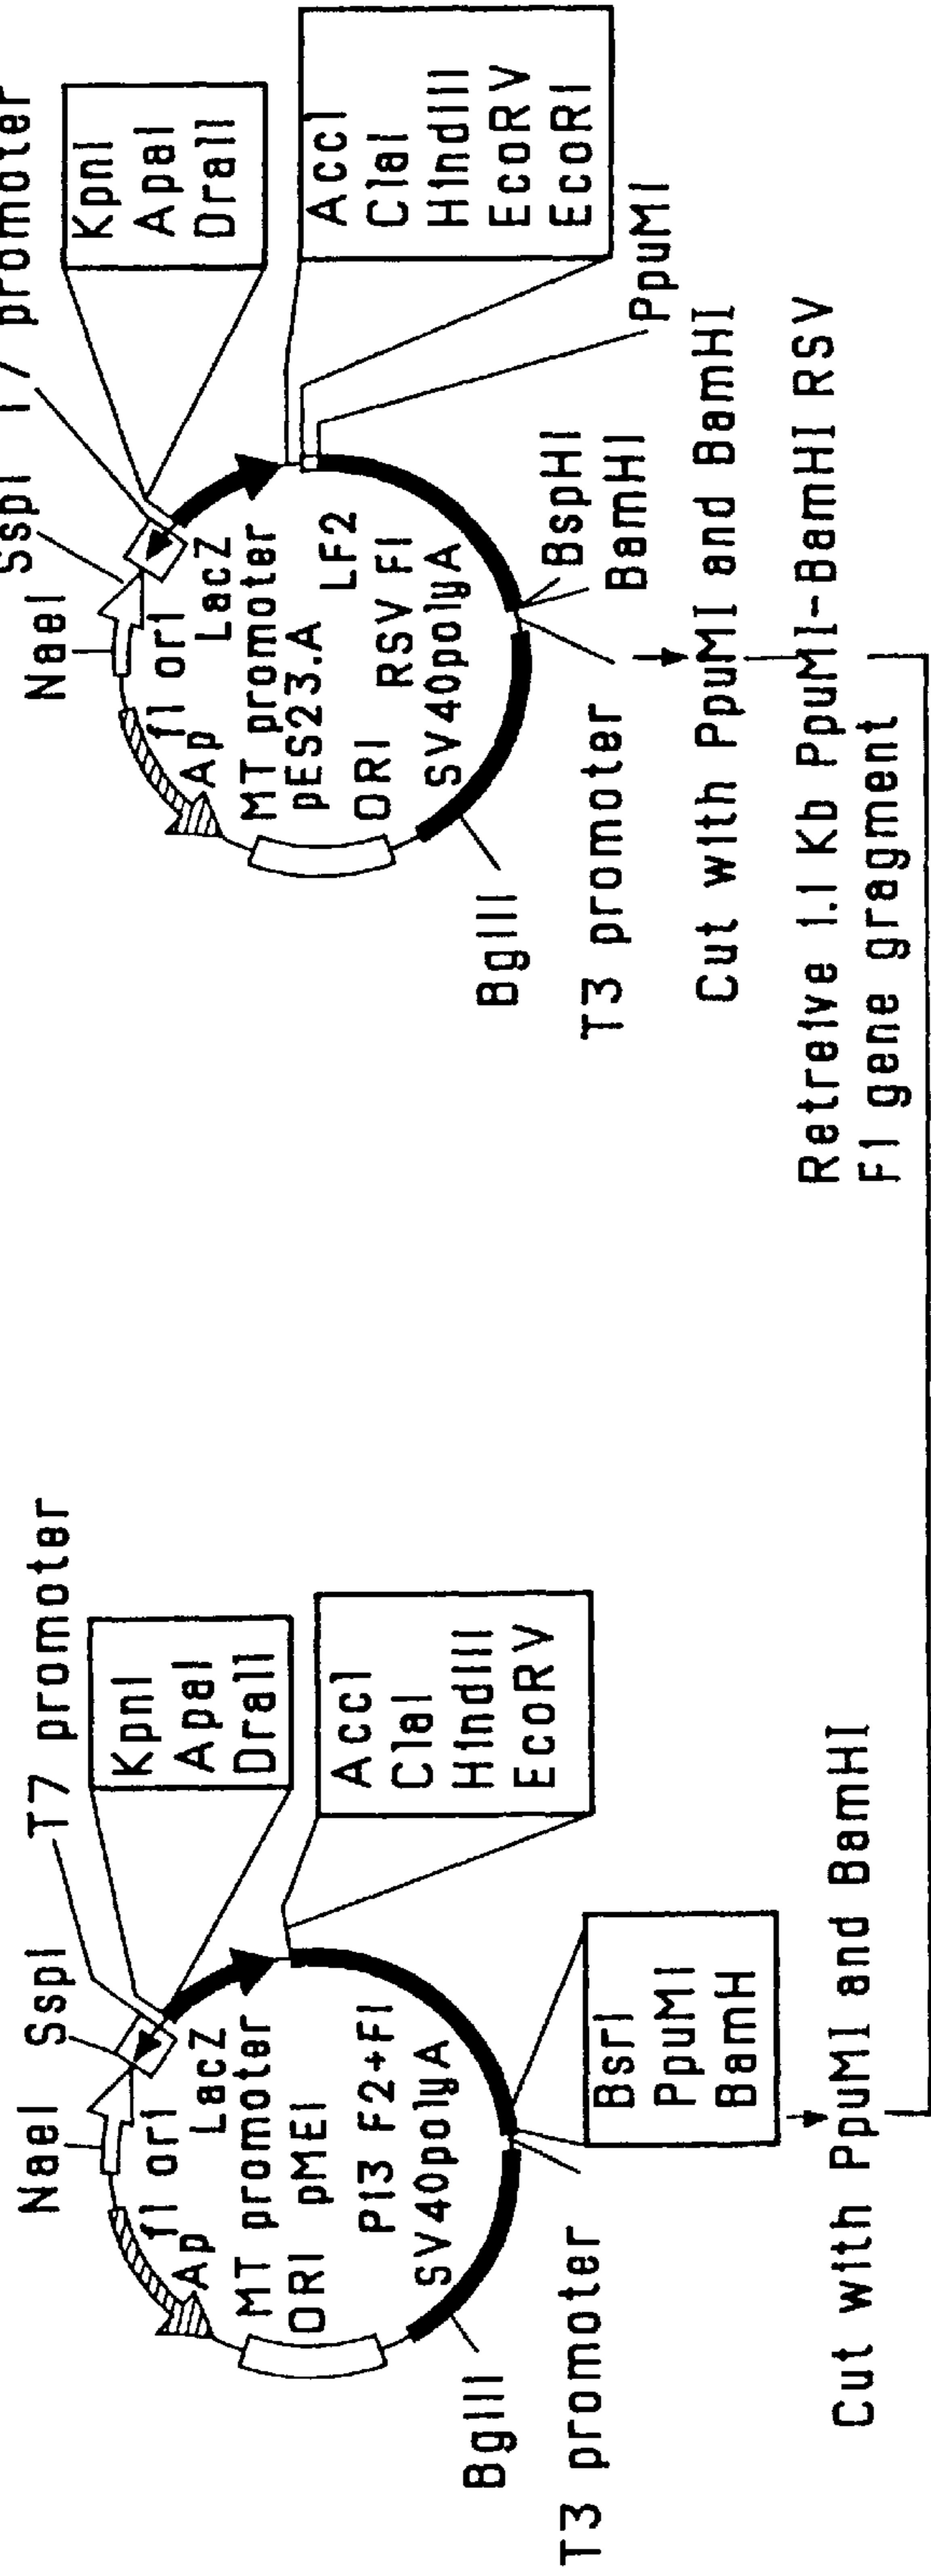 NaeI
SspI
T7 promoter
KpnI
ApaI
DraII
f1 ori
Ap
LacZ
MT promoter
ORI
pMEI
PI3 F2+F1
SV40polyA
AccI
ClaI
HindIII
EcoRV
BglII
T3 promoter
BsrI
PpuMI
BamH
Cut with PpuMI and BamHI
NaeI
SspI
T7 promoter
KpnI
ApaI
DraII
f1 ori
Ap
LacZ
MT promoter
pES23.A
LF2
ORI
RSV F1
SV40polyA
AccI
ClaI
HindIII
EcoRV
EcoRI
PpuMI
BspHI
BamHI
BglII
T3 promoter
Cut with PpuMI and BamHI
Retreive 1.1 Kb PpuMI-BamHI RSV
F1 gene gragment